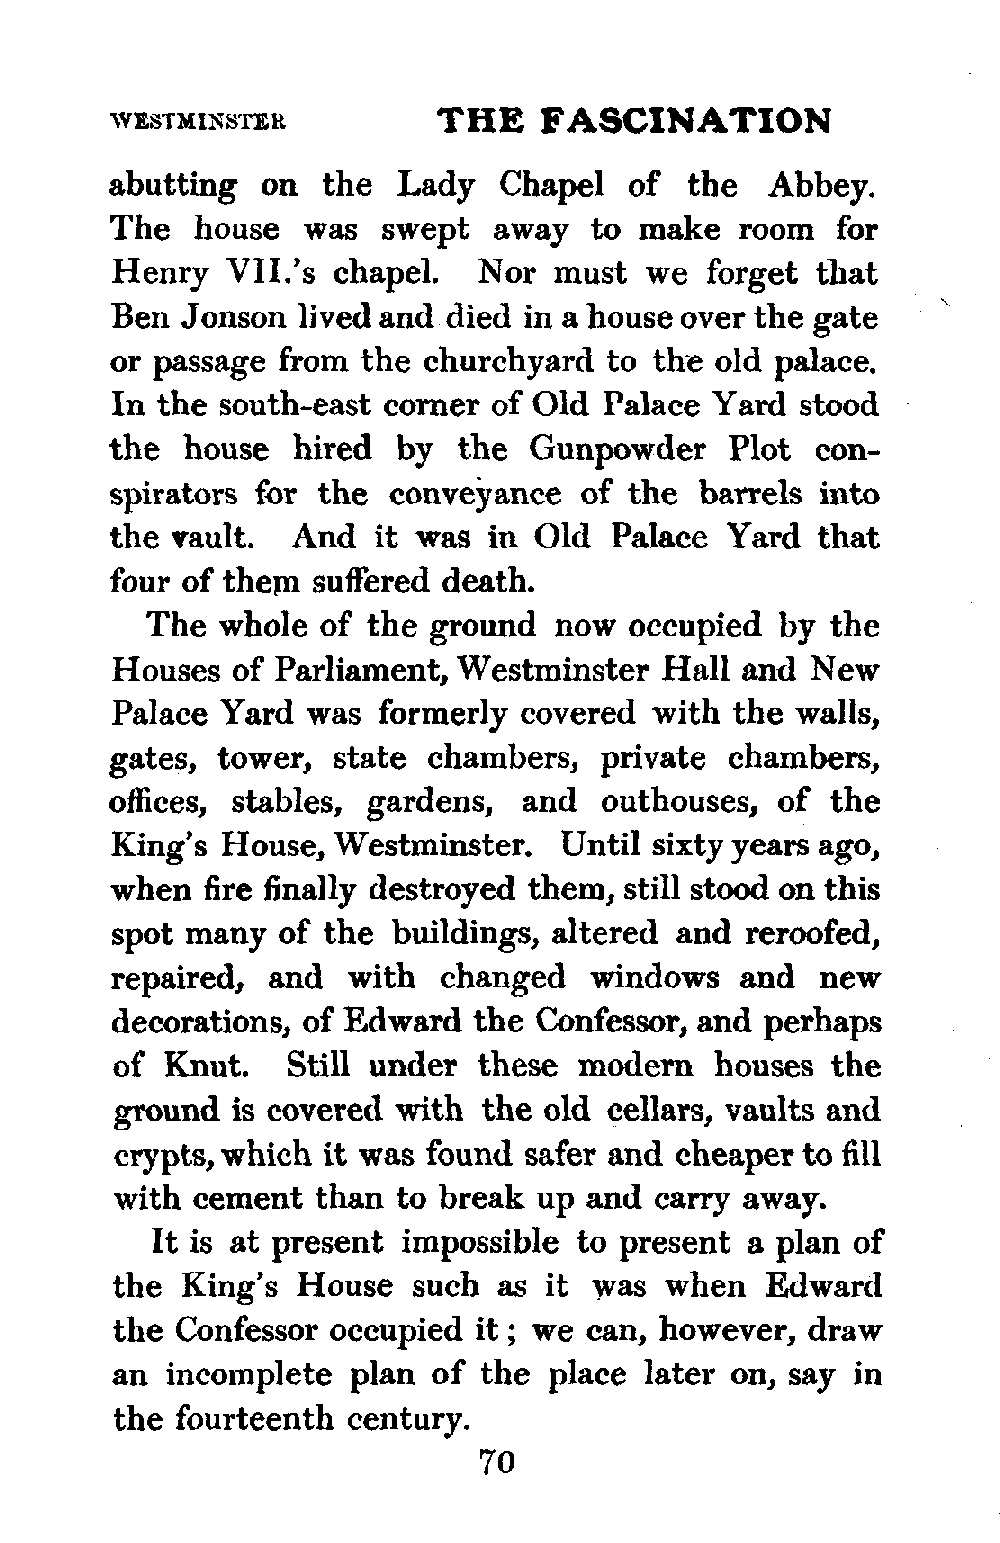 WESTMINSTER THE FASCINATION
abutting on the Lady Chapel of the Abbey.
The house was swept away to make room for
Henry VII.'s chapel. Nor must we forget that
Ben Jonson lived and died in a house over the gate
or passage from the churchyard to the old palace.
In the south-east corner of Old Palace Yard stood
the house hired by the Gunpowder Plot con-
spirators for the conveyance of the barrels into
the vault. And it was in Old Palace Yard that
four of them suffered death.
The whole of the ground now occupied by the
Houses of Parliament, Westminster Hall and New
Palace Yard was formerly covered with the walls,
gates, tower, state chambers, private chambers,
offices, stables, gardens, and outhouses, of the
King's House, Westminster. Until sixty years ago,
when fire finally destroyed them, still stood on this
spot many of the buildings, altered and reroofed,
repaired, and with changed windows and new
decorations, of Edward the Confessor, and perhaps
of Knut. Still under these modern houses the
ground is covered with the old cellars, vaults and
crypts, which it was found safer and cheaper to fill
with cement than to break up and carry away.
It is at present impossible to present a plan of
the King's House such as it was when Edward
the Confessor occupied it; we can, however, draw
an incomplete plan of the place later on, say in
the fourteenth century.
70